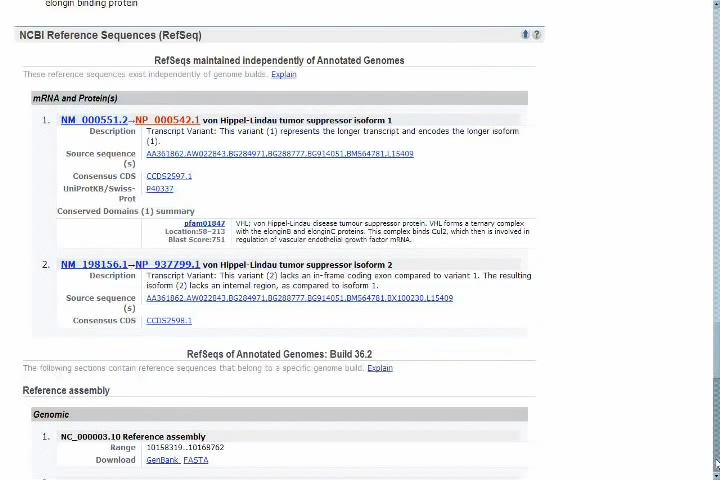 elongin binding protein
NCBI Reference Sequences (RefSeq)
RefSeqs maintained independently of Annotated Genomes
These reference sequences exist independently of genome builds. Explain
mRNA and Protein(s)
1. NM_000551.2→NP_000542.1 von Hippel-Lindau tumor suppressor isoform 1
Description Transcript Variant: This variant (1) represents the longer transcript and encodes the longer isoform
(1).
Source sequence AA361862,AW022843,BG284971,BG288777,BG914051,BM564781,L15409
(s)
Consensus CDS CCDS2597.1
UniProtKB/Swiss- P40337
Prot
Conserved Domains (1) summary
pfam01847 VHL; von Hippel-Lindau disease tumour suppressor protein. VHL forms a ternary complex
Location:58–213 with the elonginB and elonginC proteins. This complex binds Cul2, which then is involved in
Blast Score:751 regulation of vascular endothelial growth factor mRNA.
2. NM_198156.1→NP_937799.1 von Hippel-Lindau tumor suppressor isoform 2
Description Transcript Variant: This variant (2) lacks an in-frame coding exon compared to variant 1. The resulting
isoform (2) lacks an internal region, as compared to isoform 1.
Source sequence AA361862,AW022843,BG284971,BG288777,BG914051,BM564781,BX100230,L15409
(s)
Consensus CDS CCDS2598.1
RefSeqs of Annotated Genomes: Build 36.2
The following sections contain reference sequences that belong to a specific genome build. Explain
Reference assembly
Genomic
1. NC_000003.10 Reference assembly
Range 10158319..10168762
Download GenBank FASTA